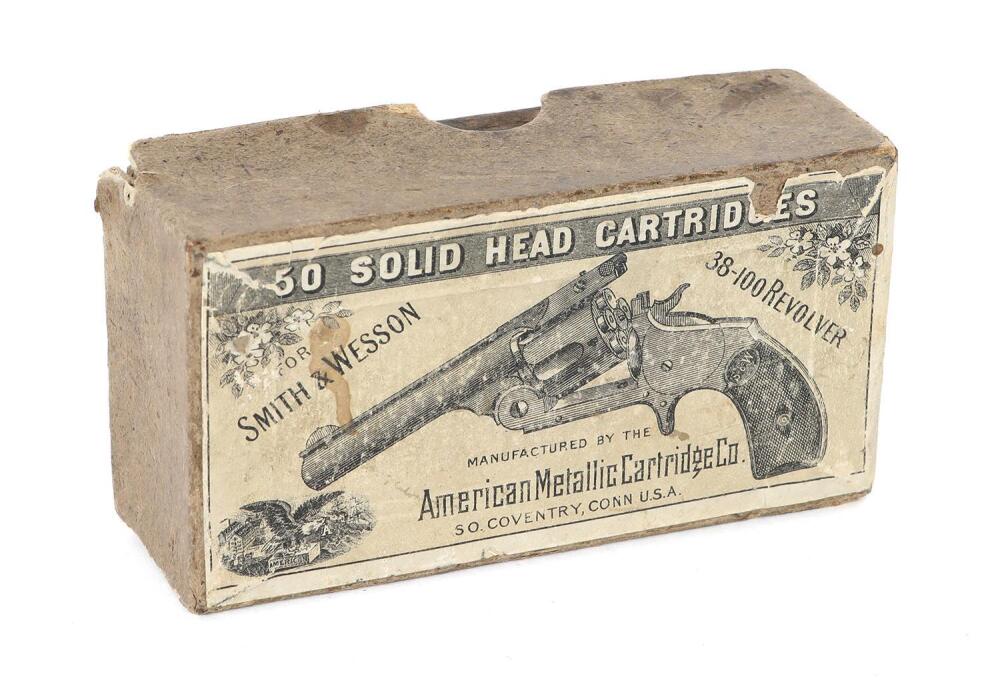 50 SOLID HEAD CARTRIDGES
FOR
SMITH & WESSON
38-100 REVOLVER
S&W
MANUFACTURED BY THE
American Metallic Cartridge Co.
SO. COVENTRY, CONN U.S.A.
A
AMERICAN